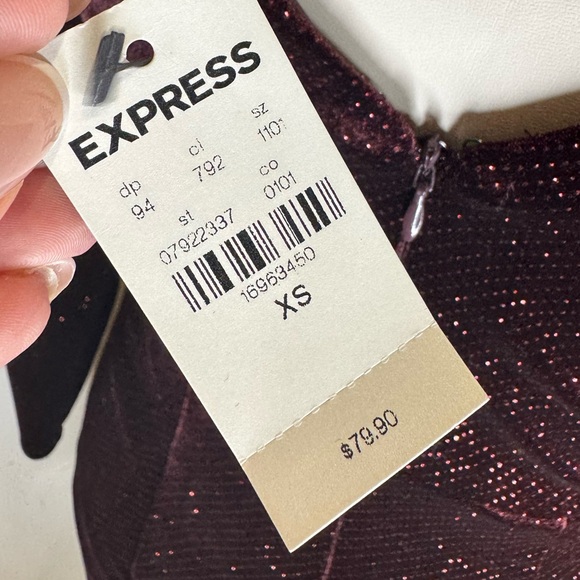 EXPRESS
dp cl sz
94 792 1101
st co
07922337 0101
16963450
XS
$79.90